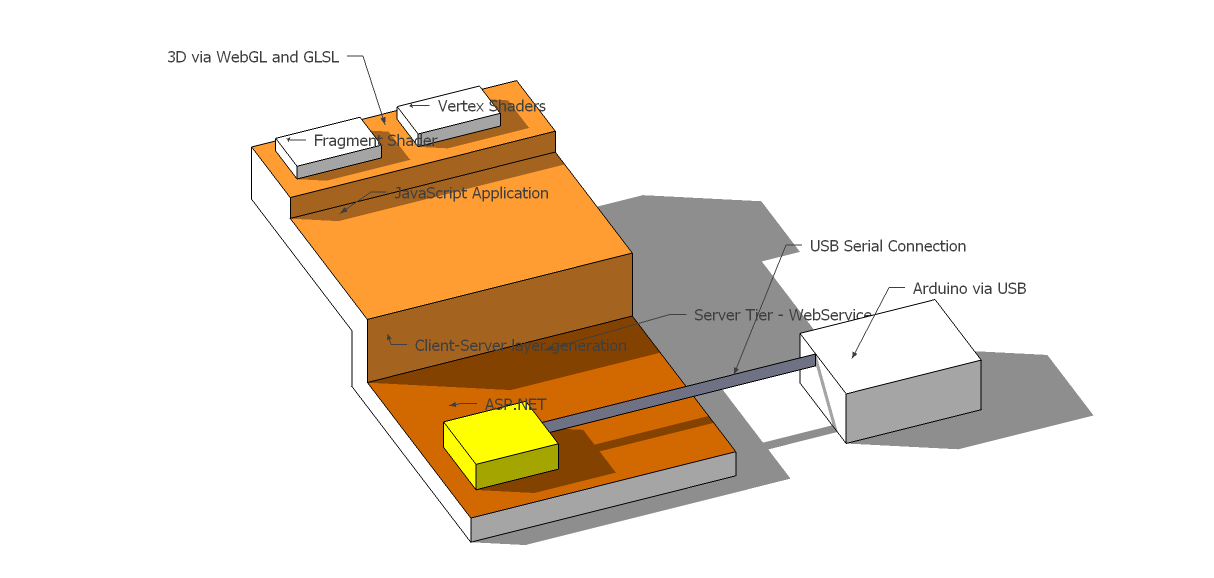 3D via WebGL and GLSL
Vertex Shaders
Fragment Shader
JavaScript Application
USB Serial Connection
Arduino via USB
Server Tier - WebService
Client-Server layer generation
ASP.NET